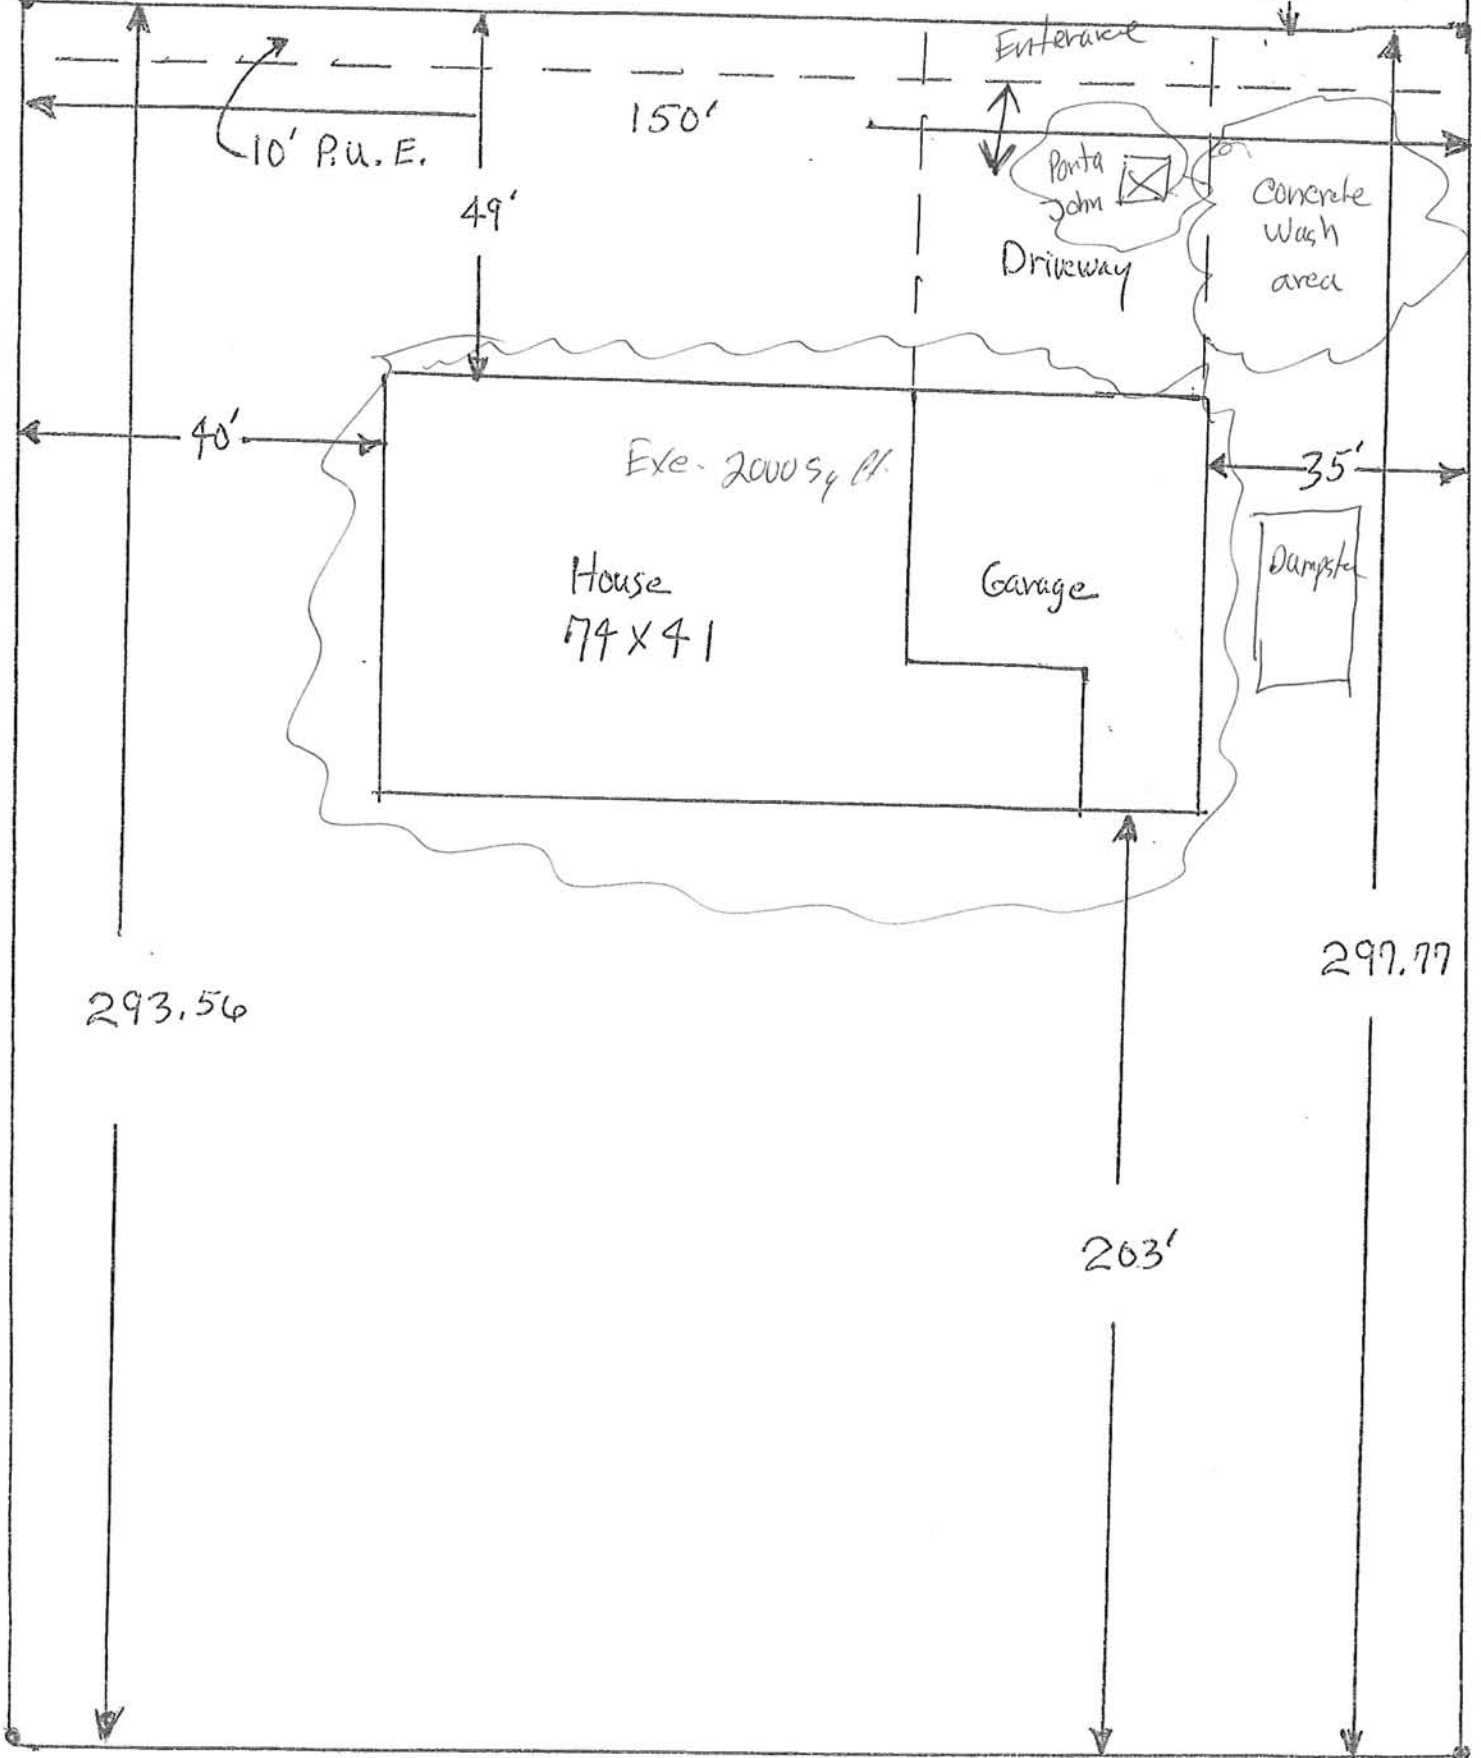 Enterance
150'
10' P.U.E.
Porta
John
Concrete
Wash
area
49'
Driveway
40'
Exe. 2000 Sq ft.
35'
House
74 X 41
Garage
Dumpster
297.77
293.56
203'